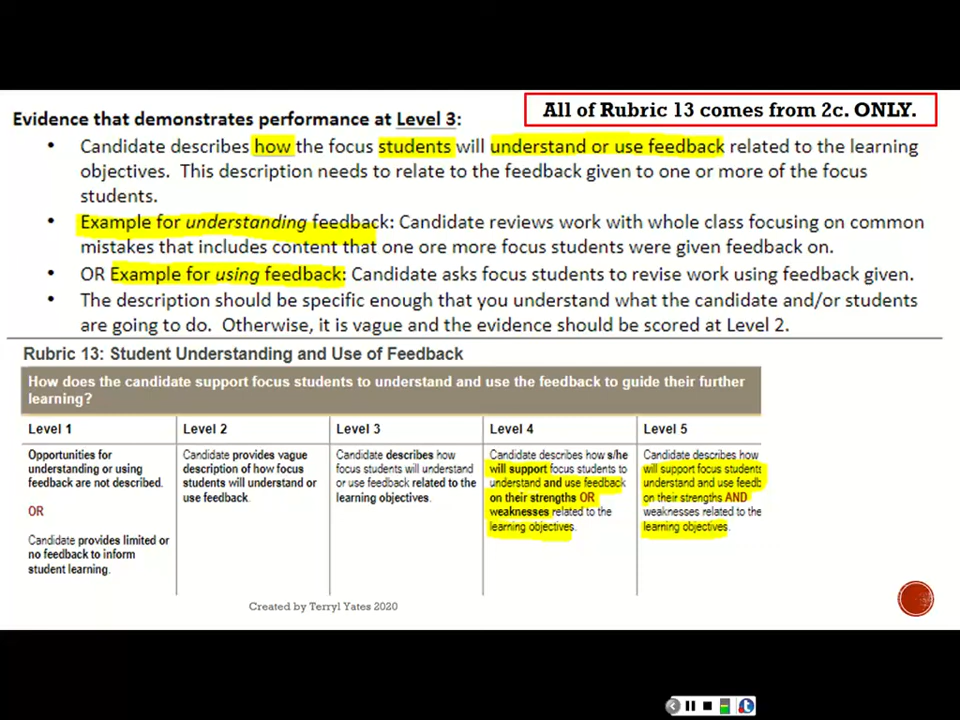 All of Rubric 13 comes from 2c. ONLY.
Evidence that demonstrates performance at Level 3:
• Candidate describes how the focus students will understand or use feedback related to the learning
objectives. This description needs to relate to the feedback given to one or more of the focus
students.
• Example for understanding feedback: Candidate reviews work with whole class focusing on common
mistakes that includes content that one ore more focus students were given feedback on.
• OR Example for using feedback: Candidate asks focus students to revise work using feedback given.
• The description should be specific enough that you understand what the candidate and/or students
are going to do. Otherwise, it is vague and the evidence should be scored at Level 2.
Rubric 13: Student Understanding and Use of Feedback
How does the candidate support focus students to understand and use the feedback to guide their further
learning?
Level 1
Opportunities for
understanding or using
feedback are not described.
OR
Candidate provides limited or
no feedback to inform
student learning.
Level 2
Candidate provides vague
description of how focus
students will understand or
use feedback.
Level 3
Candidate describes how
focus students will understand
or use feedback related to the
learning objectives.
Level 4
Candidate describes how s/he
will support focus students to
understand and use feedback
on their strengths OR
weaknesses related to the
learning objectives.
Level 5
Candidate describes how
will support focus students
understand and use feedb
on their strengths AND
weaknesses related to the
learning objectives.
Created by Terryl Yates 2020